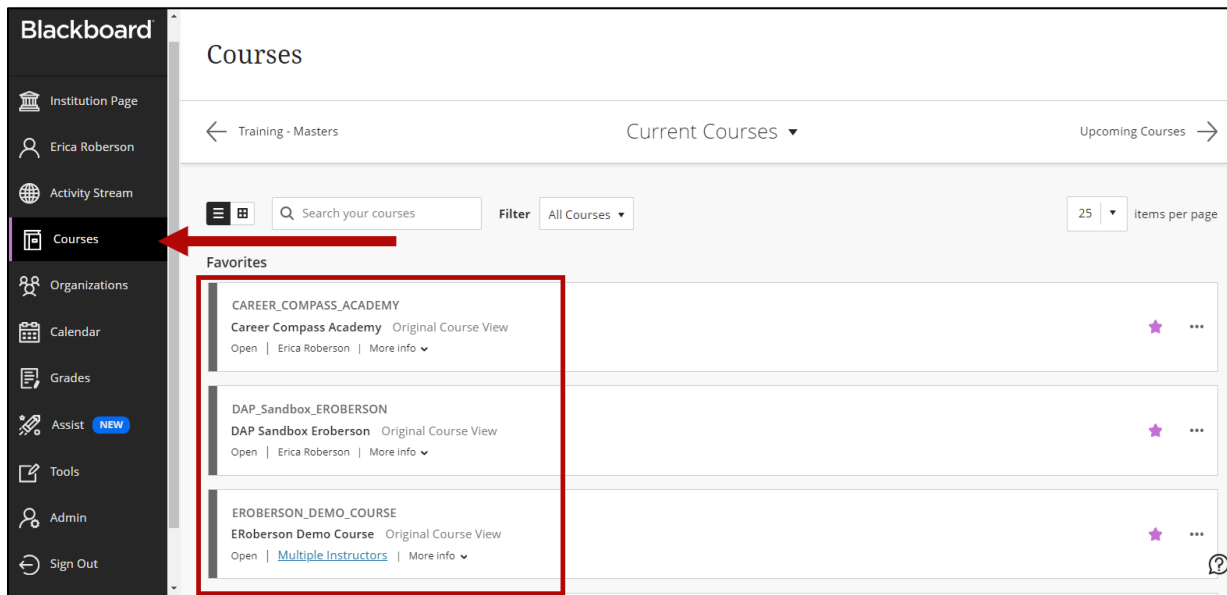 Blackboard
Institution Page
Erica Roberson
Activity Stream
Courses
Organizations
Calendar
Grades
Assist NEW
Tools
Admin
Sign Out
Courses
Training - Masters
Current Courses
Upcoming Courses
Search your courses
Filter All Courses
25 items per page
Favorites
CAREER_COMPASS_ACADEMY
Career Compass Academy Original Course View
Open | Erica Roberson | More info
DAP_Sandbox_EROBERSON
DAP Sandbox Eroberson Original Course View
Open | Erica Roberson | More info
EROBERSON_DEMO_COURSE
ERoberson Demo Course Original Course View
Open | Multiple Instructors | More info